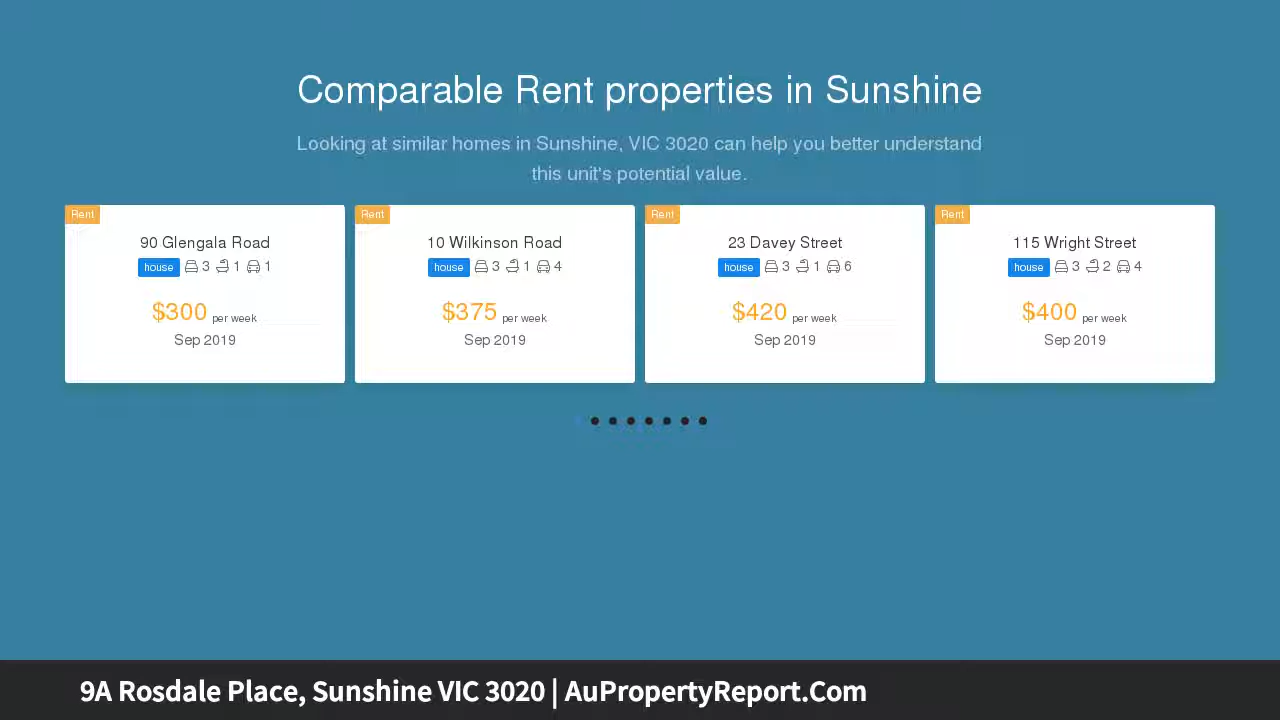 Comparable Rent properties in Sunshine
Looking at similar homes in Sunshine, VIC 3020 can help you better understand
this unit's potential value.
Rent
90 Glengala Road
house 3 1 1
$300 per week
Sep 2019
Rent
10 Wilkinson Road
house 3 1 4
$375 per week
Sep 2019
Rent
23 Davey Street
house 3 1 6
$420 per week
Sep 2019
Rent
115 Wright Street
house 3 2 4
$400 per week
Sep 2019
9A Rosdale Place, Sunshine VIC 3020 | AuPropertyReport.Com